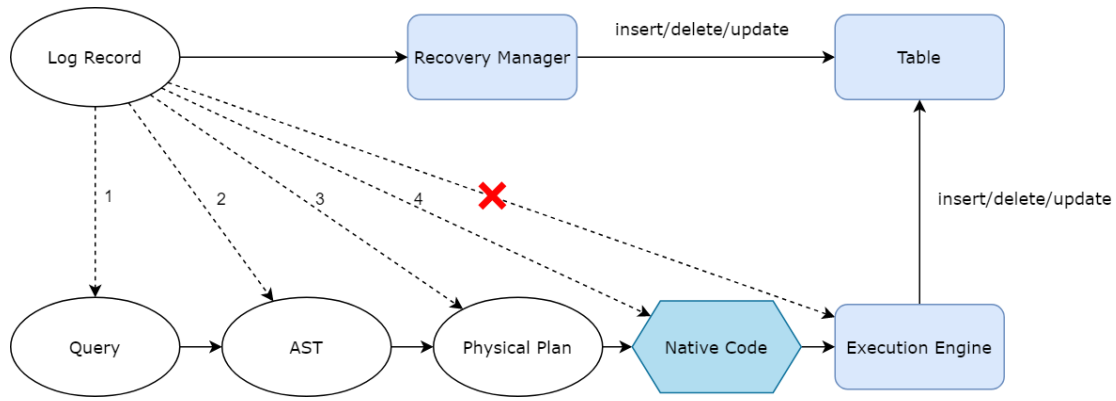 insert/delete/update
Log Record
Recovery Manager
Table
1
2
3
4
insert/delete/update
Query
AST
Physical Plan
Native Code
Execution Engine